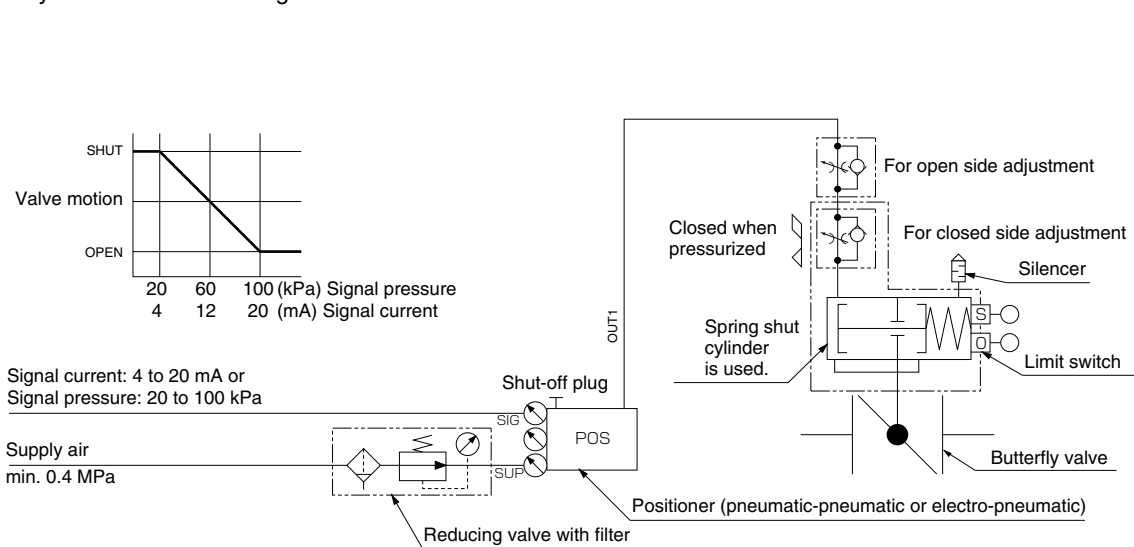 SHUT
Valve motion
OPEN
20 60 100 (kPa) Signal pressure
4 12 20 (mA) Signal current
OUT1
For open side adjustment
Closed when
pressurized
For closed side adjustment
Silencer
Spring shut
cylinder
is used.
S
O
Limit switch
Signal current: 4 to 20 mA or
Signal pressure: 20 to 100 kPa
Shut-off plug
SIG
POS
Supply air
min. 0.4 MPa
SUP
Butterfly valve
Positioner (pneumatic-pneumatic or electro-pneumatic)
Reducing valve with filter